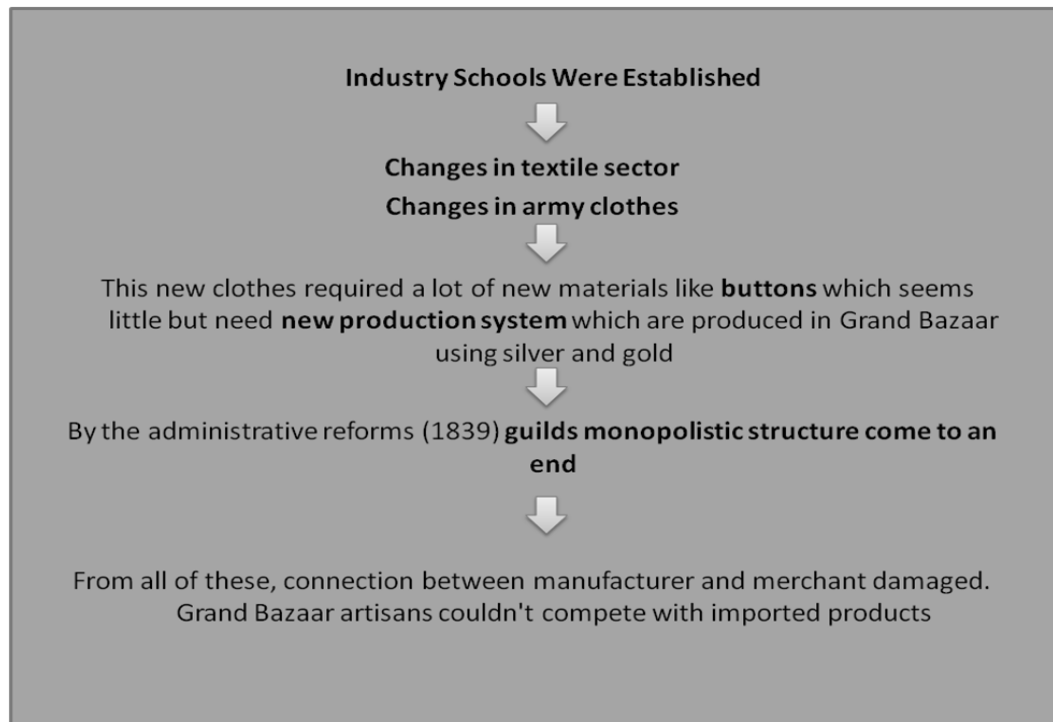 Industry Schools Were Established
Changes in textile sector
Changes in army clothes
This new clothes required a lot of new materials like buttons which seems
little but need new production system which are produced in Grand Bazaar
using silver and gold
By the administrative reforms (1839) guilds monopolistic structure come to an
end
From all of these, connection between manufacturer and merchant damaged.
Grand Bazaar artisans couldn't compete with imported products